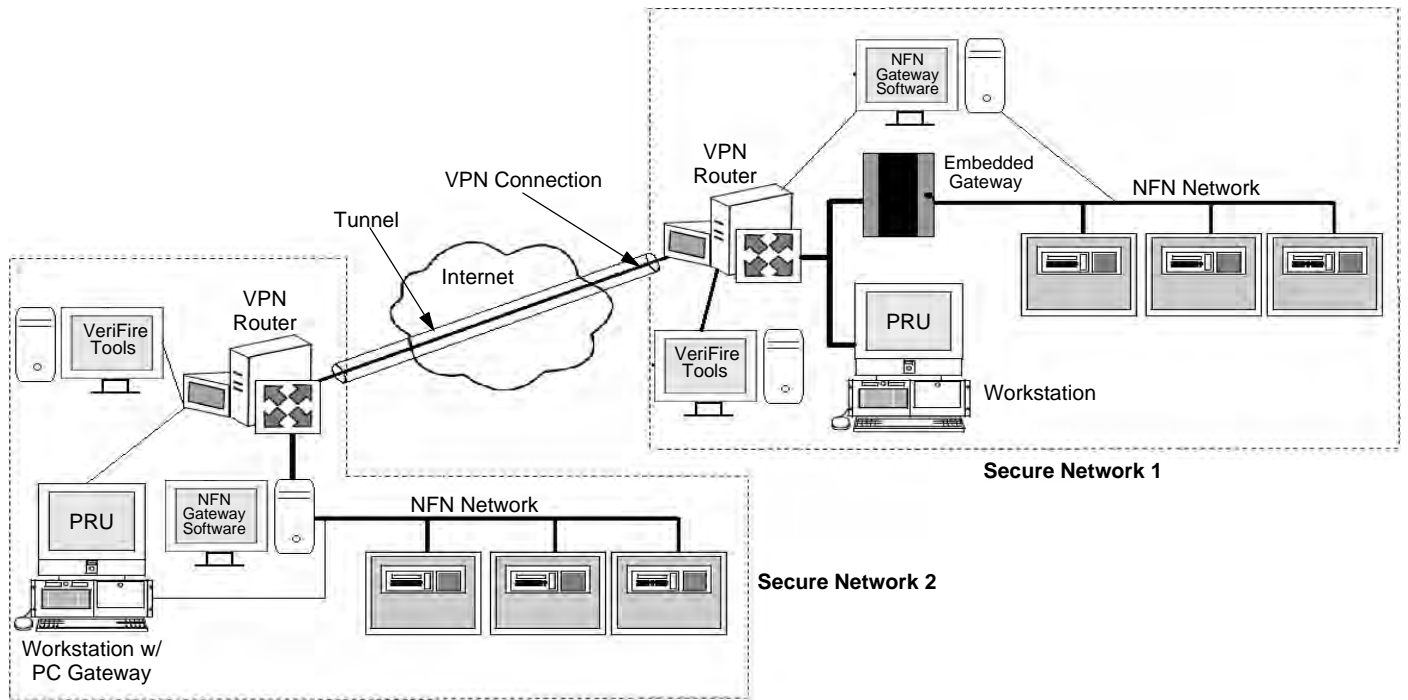 NFN
Gateway
Software
VPN
Router
Embedded
Gateway
NFN Network
VPN Connection
Tunnel
Internet
PRU
VeriFire
Tools
Workstation
Secure Network 1
VPN
Router
VeriFire
Tools
PRU
NFN
Gateway
Software
NFN Network
Secure Network 2
Workstation w/
PC Gateway